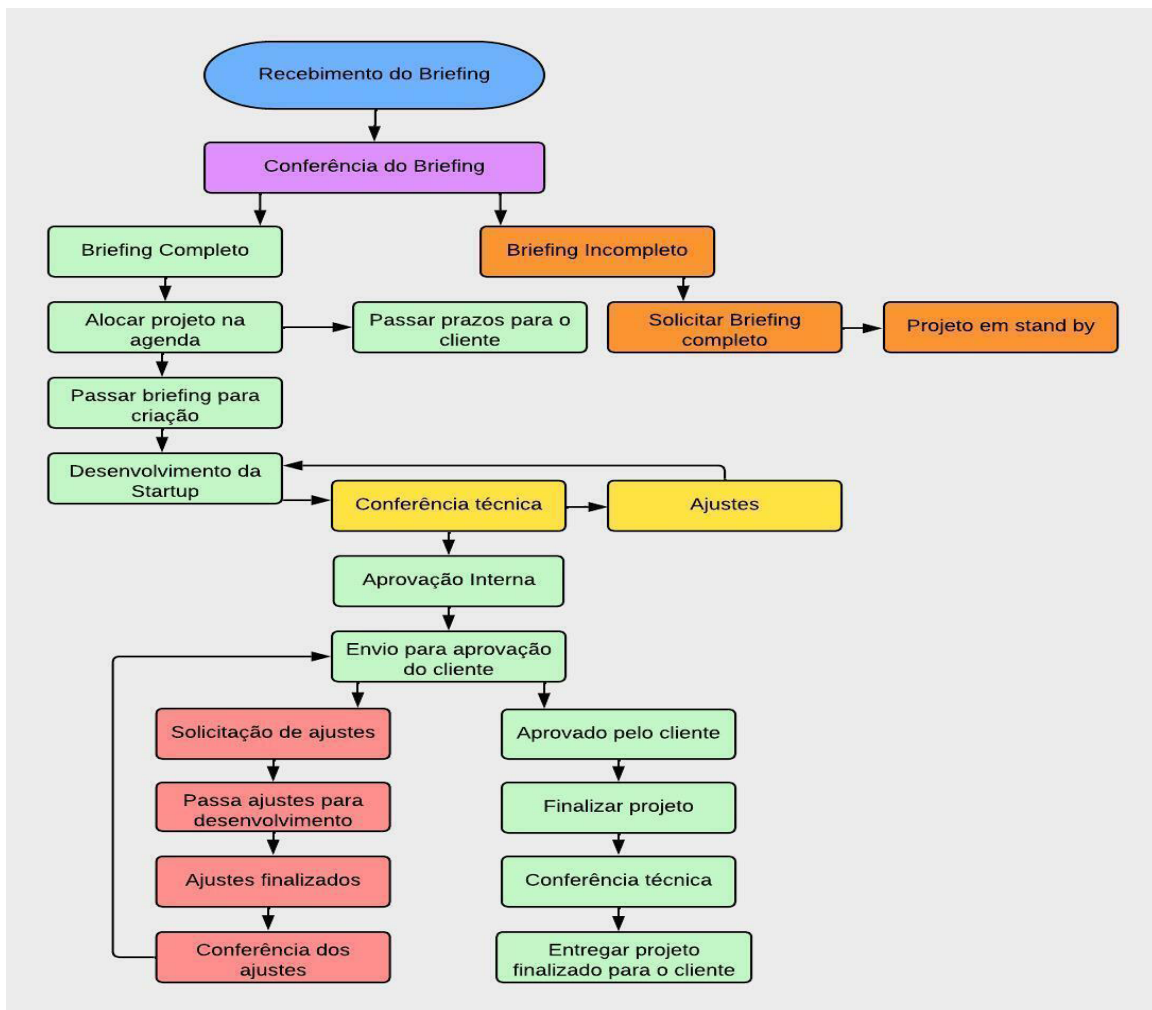 Recebimento do Briefing
Conferência do Briefing
Briefing Completo
Briefing Incompleto
Alocar projeto na
agenda
Passar prazos para o
cliente
Solicitar Briefing
completo
Projeto em stand by
Passar briefing para
criação
Desenvolvimento da
Startup
Conferência técnica
Ajustes
Aprovação Interna
Envio para aprovação
do cliente
Solicitação de ajustes
Aprovado pelo cliente
Passa ajustes para
desenvolvimento
Finalizar projeto
Ajustes finalizados
Conferência técnica
Conferência dos
ajustes
Entregar projeto
finalizado para o cliente